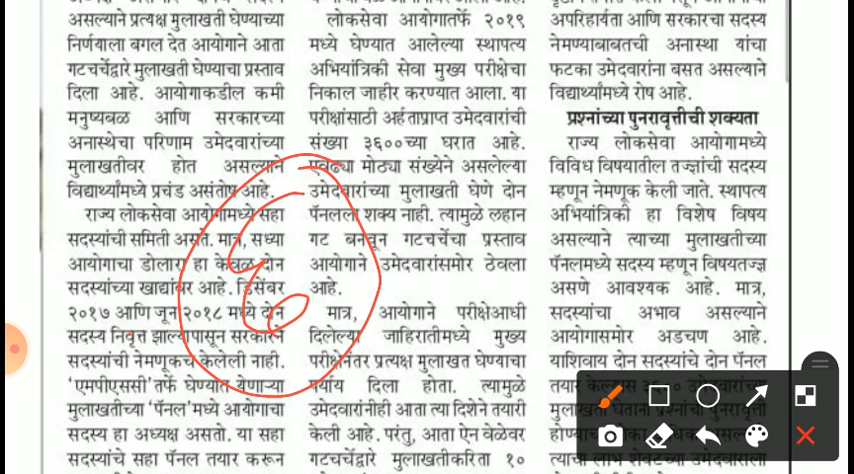 असल्याने प्रत्यक्ष मुलाखती घेण्याच्या
निर्णयाला बगल देत आयोगाने आता
गटचर्चेद्वारे मुलाखती घेण्याचा प्रस्ताव
दिला आहे. आयोगाकडील कमी
मनुष्यबळ आणि सरकारच्या
अनास्थेचा परिणाम उमेदवारांच्या
मुलाखतीवर होत असल्याने
विद्यार्थ्यांमध्ये प्रचंड असंतोष आहे.
राज्य लोकसेवा आयोगामध्ये सहा
सदस्यांची समिती असते. मात्र, सध्या
आयोगाचा डोलारा हा केवळ दोन
सदस्यांच्या खाद्यांवर आहे. डिसेंबर
२०१७ आणि जून २०१८ मध्ये दोन
सदस्य निवृत्त झाल्यापासून सरकारने
सदस्यांची नेमणूकच केलेली नाही.
'एमपीएससी'तर्फे घेण्यात येणाऱ्या
मुलाखतीच्या 'पॅनल'मध्ये आयोगाचा
सदस्य हा अध्यक्ष असतो. या सहा
सदस्यांचे सहा पॅनल तयार करून
लोकसेवा आयोगातर्फे २०१९
मध्ये घेण्यात आलेल्या स्थापत्य
अभियांत्रिकी सेवा मुख्य परीक्षेचा
निकाल जाहीर करण्यात आला. या
परीक्षांसाठी अर्हताप्राप्त उमेदवारांची
संख्या ३६००च्या घरात आहे.
एवढ्या मोठ्या संख्येने असलेल्या
उमेदवारांच्या मुलाखती घेणे दोन
पॅनलला शक्य नाही. त्यामुळे लहान
गट बनवून गटचर्चेचा प्रस्ताव
आयोगाने उमेदवारांसमोर ठेवला
आहे.
मात्र, आयोगाने परीक्षेआधी
दिलेल्या जाहिरातीमध्ये मुख्य
परीक्षेनंतर प्रत्यक्ष मुलाखत घेण्याचा
पर्याय दिला होता. त्यामुळे
उमेदवारांनीही आता त्या दिशेने तयारी
केली आहे. परंतु, आता ऐन वेळेवर
गटचर्चेद्वारे मुलाखतीकरिता १०
अपरिहार्यता आणि सरकारचा सदस्य
नेमण्याबाबतची अनास्था यांचा
फटका उमेदवारांना बसत असल्याने
विद्यार्थ्यांमध्ये रोष आहे.
प्रश्नांच्या पुनरावृत्तीची शक्यता
राज्य लोकसेवा आयोगामध्ये
विविध विषयातील तज्ज्ञांची सदस्य
म्हणून नेमणूक केली जाते. स्थापत्य
अभियांत्रिकी हा विशेष विषय
असल्याने त्याच्या मुलाखतीच्या
पॅनलमध्ये सदस्य म्हणून विषयतज्ज्ञ
असणे आवश्यक आहे. मात्र,
सदस्यांचा अभाव असल्याने
आयोगासमोर अडचण आहे.
याशिवाय दोन सदस्यांचे दोन पॅनल
तयार केल्यास ३६०० उमेदवारांच्या
मुलाखती घेताना प्रश्नांची पुनरावृत्ती